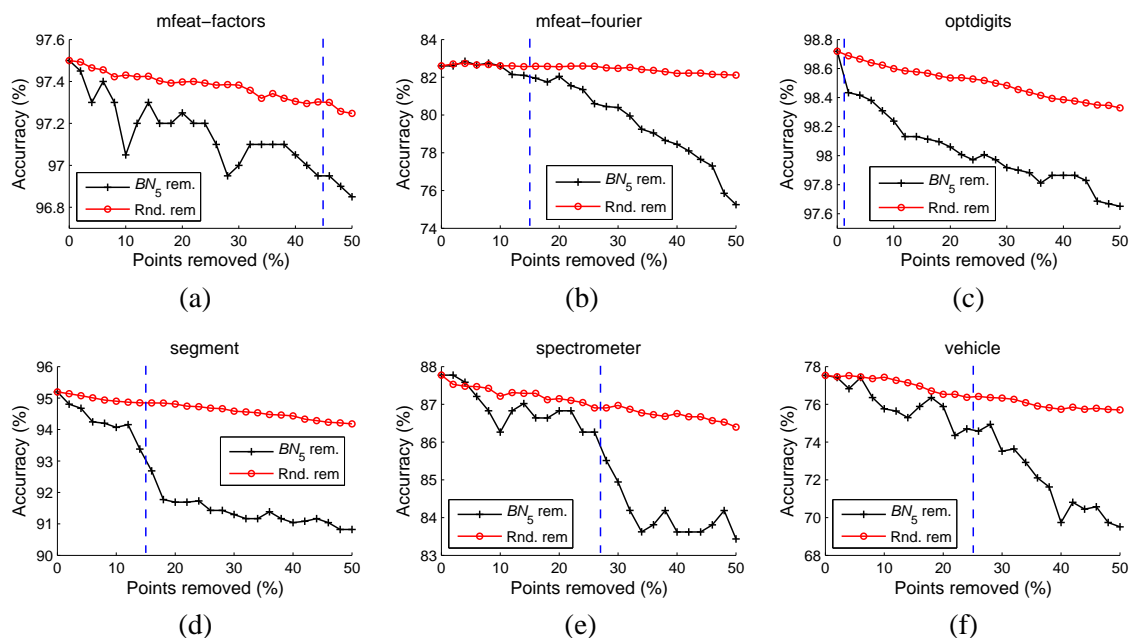 mfeat−factors
97.6
97.4
97.2
97
96.8
Accurracy (%)
BN5 rem.
Rnd. rem
0 10 20 30 40 50
Points removed (%)
(a)
mfeat−fourier
84
82
80
78
76
74
Accurracy (%)
BN5 rem.
Rnd. rem
0 10 20 30 40 50
Points removed (%)
(b)
optdigits
98.8
98.6
98.4
98.2
98
97.8
97.6
Accurracy (%)
BN5 rem.
Rnd. rem
0 10 20 30 40 50
Points removed (%)
(c)
segment
96
95
94
93
92
91
90
Accurracy (%)
BN5 rem.
Rnd. rem
0 10 20 30 40 50
Points removed (%)
(d)
spectrometer
88
87
86
85
84
83
Accurracy (%)
BN5 rem.
Rnd. rem
0 10 20 30 40 50
Points removed (%)
(e)
vehicle
78
76
74
72
70
68
Accurracy (%)
BN5 rem.
Rnd. rem
0 10 20 30 40 50
Points removed (%)
(f)